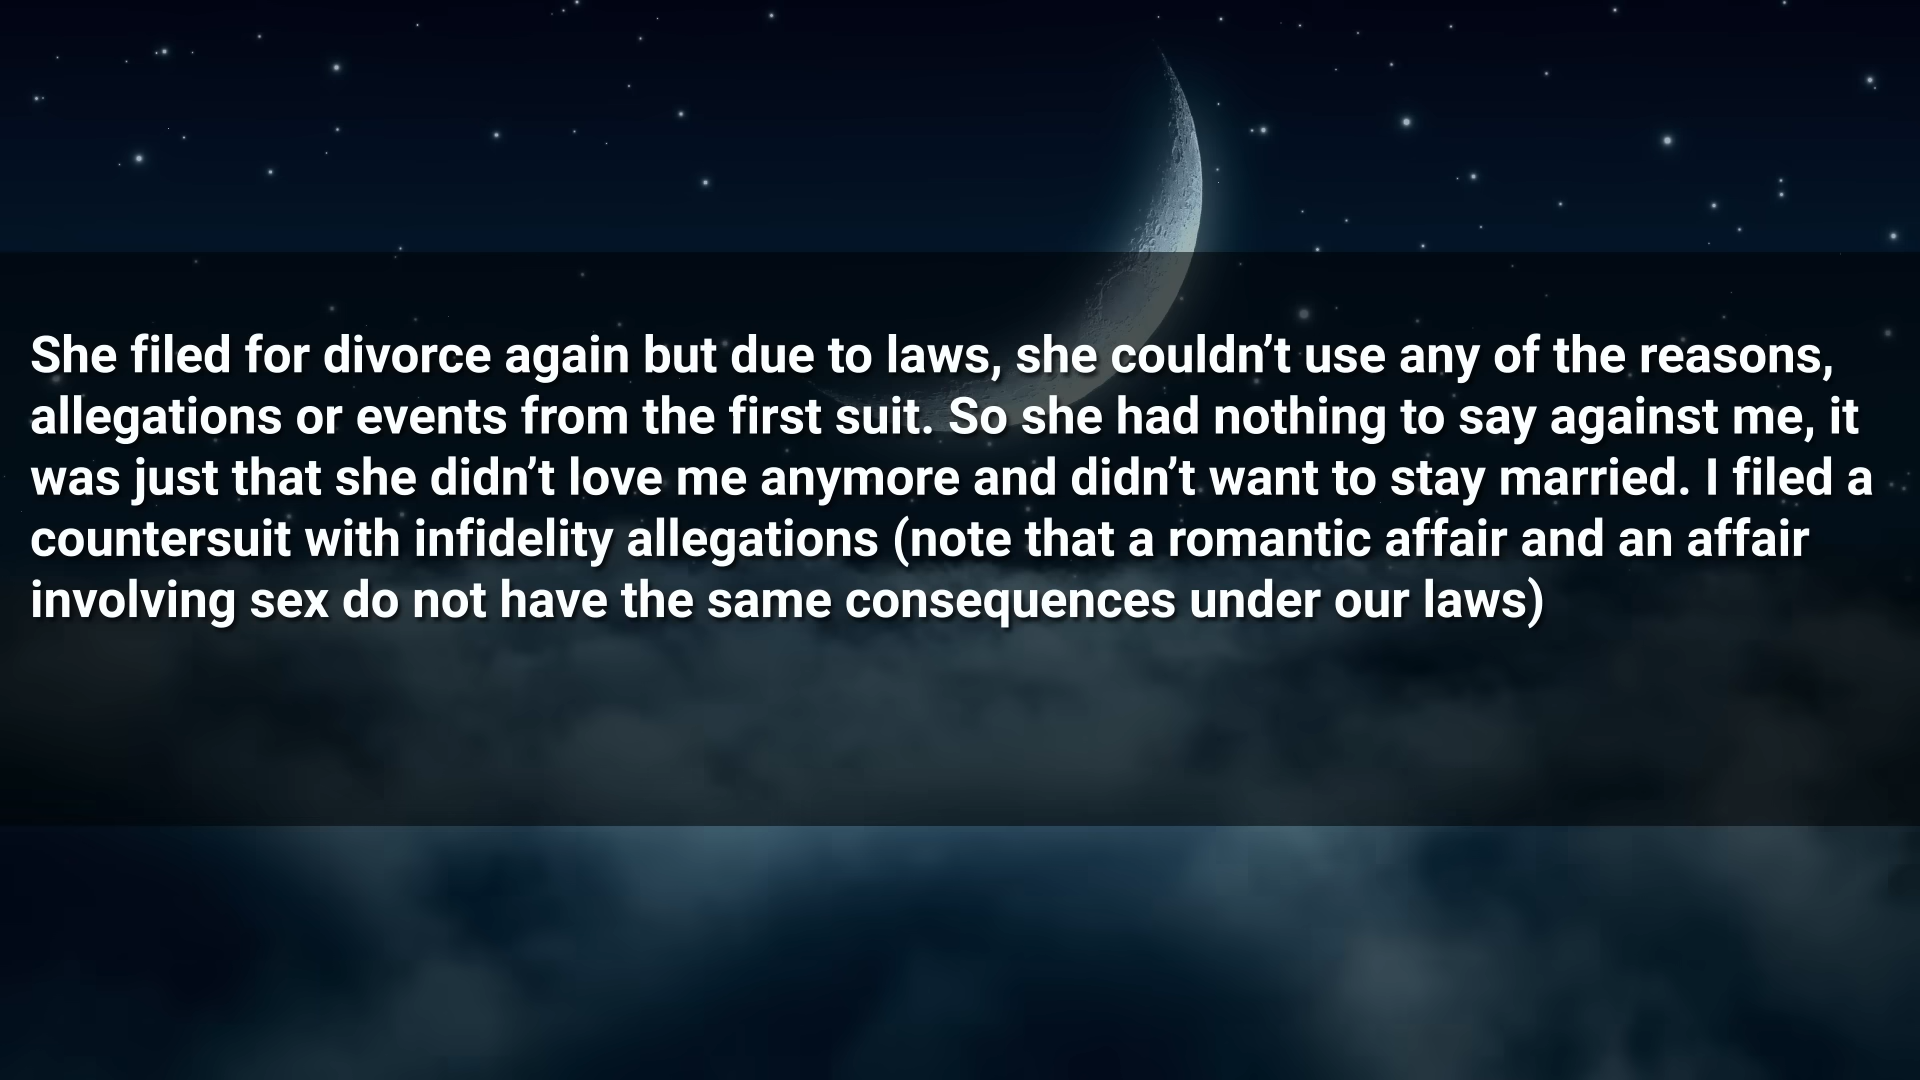 She filed for divorce again but due to laws, she couldn’t use any of the reasons,
allegations or events from the first suit. So she had nothing to say against me, it
was just that she didn’t love me anymore and didn’t want to stay married. I filed a
countersuit with infidelity allegations (note that a romantic affair and an affair
involving sex do not have the same consequences under our laws)